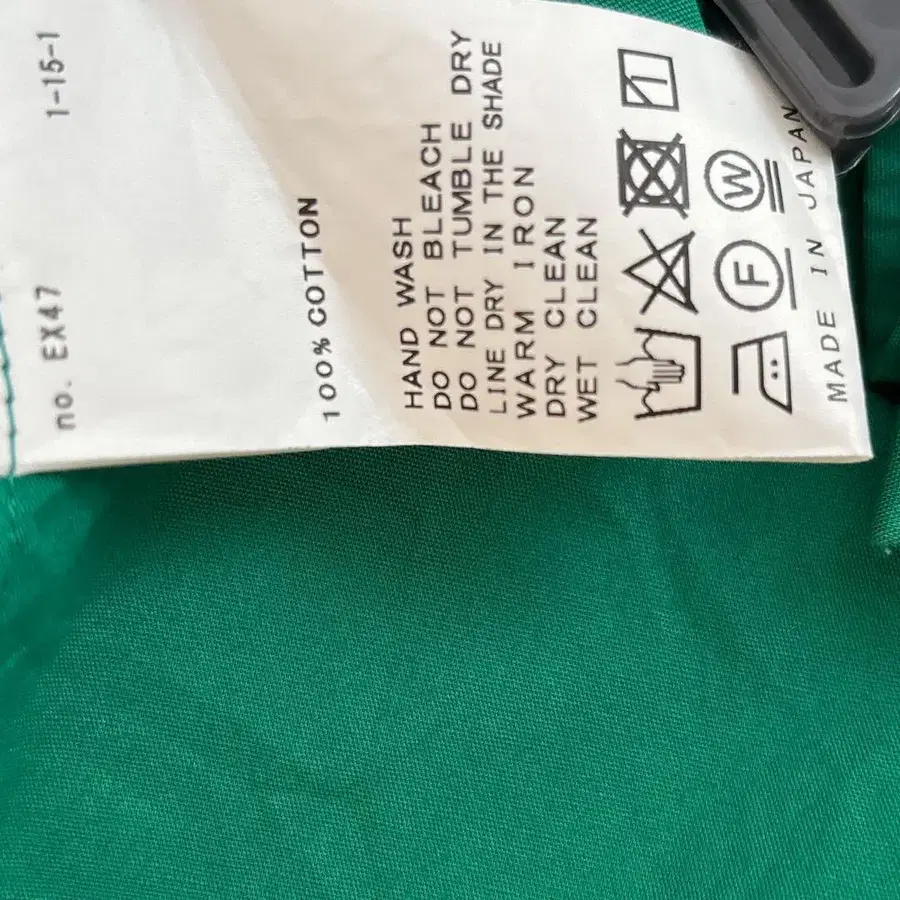 no. EX47 1-15-1
100% COTTON
HAND WASH
DO NOT BLEACH
DO NOT TUMBLE DRY
LINE DRY IN THE SHADE
WARM IRON
DRY CLEAN
WET CLEAN
F W
MADE IN JAPAN